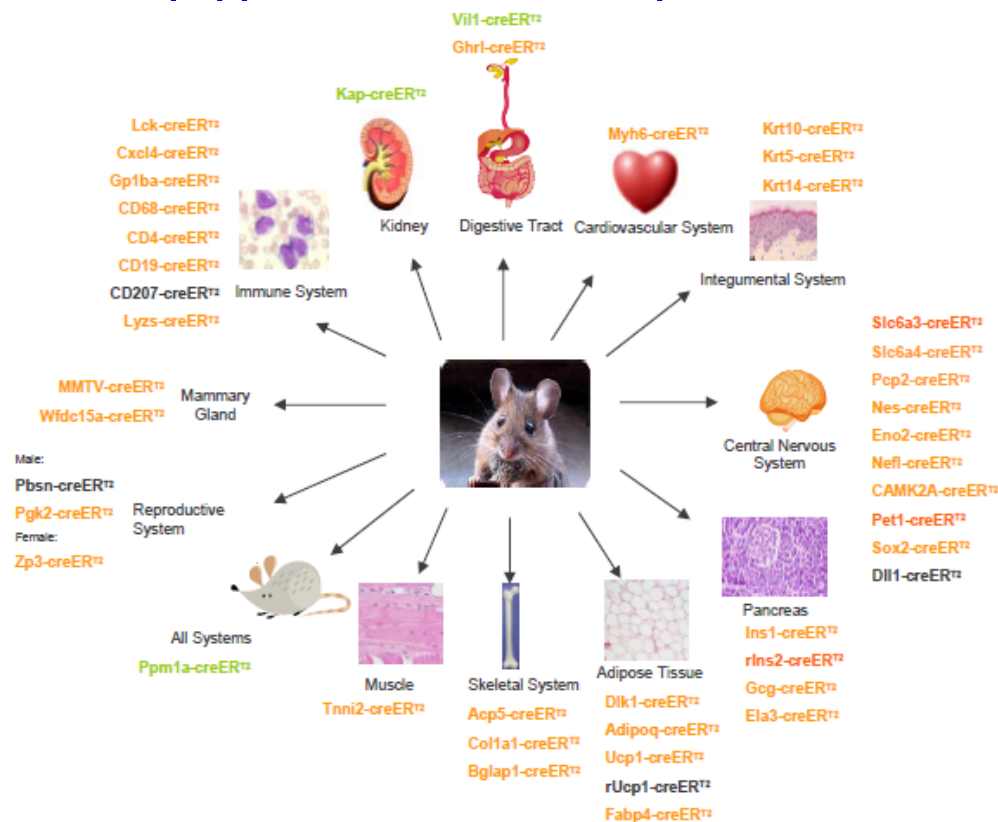 Vil1-creERT2
Ghrl-creERT2
Kap-creERT2
Kidney
Digestive Tract
Myh6-creERT2
Cardiovascular System
Krt10-creERT2
Krt5-creERT2
Krt14-creERT2
Integumental System
Lck-creERT2
Cxcl4-creERT2
Gp1ba-creERT2
CD68-creERT2
CD4-creERT2
CD19-creERT2
CD207-creERT2
Lyzs-creERT2
Immune System
Slc6a3-creERT2
Slc6a4-creERT2
Pcp2-creERT2
Nes-creERT2
Eno2-creERT2
Nefl-creERT2
CAMK2A-creERT2
Pet1-creERT2
Sox2-creERT2
Dll1-creERT2
Central Nervous
System
MMTV-creERT2
Wfdc15a-creERT2
Mammary
Gland
Male:
Pbsn-creERT2
Pgk2-creERT2
Female:
Zp3-creERT2
Reproductive
System
All Systems
Ppm1a-creERT2
Muscle
Tnni2-creERT2
Skeletal System
Acp5-creERT2
Col1a1-creERT2
Bglap1-creERT2
Adipose Tissue
Dlk1-creERT2
Adipoq-creERT2
Ucp1-creERT2
rUcp1-creERT2
Fabp4-creERT2
Pancreas
Ins1-creERT2
rIns2-creERT2
Gcg-creERT2
Ela3-creERT2